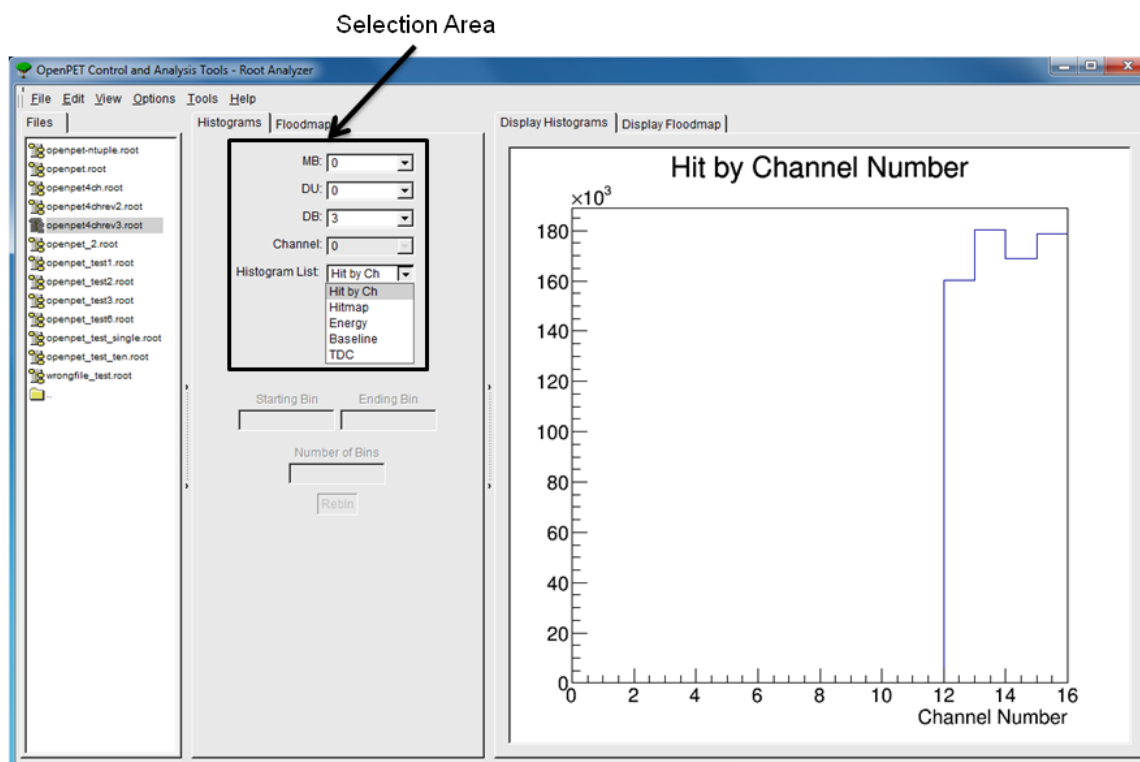 Selection Area
OpenPET Control and Analysis Tools - Root Analyzer
File Edit View Options Tools Help
Files
openpet-ntuple.root
openpet.root
openpet4ch.root
openpet4chrev2.root
openpet4chrev3.root
openpet_2.root
openpet_test1.root
openpet_test2.root
openpet_test3.root
openpet_test6.root
openpet_test_single.root
openpet_test_ten.root
wrongfile_test.root
..
Histograms Floodmap
MB: 0
DU: 0
DB: 3
Channel: 0
Histogram List: Hit by Ch
Hit by Ch
Hitmap
Energy
Baseline
TDC
Starting Bin Ending Bin
Number of Bins
Rebin
Display Histograms Display Floodmap
Hit by Channel Number
×10³
180
160
140
120
100
80
60
40
20
0
0 2 4 6 8 10 12 14 16
Channel Number